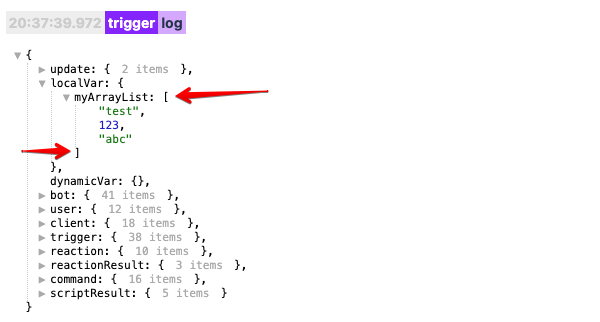 20:37:39.972 trigger log
▼ {
▶ update: { 2 items },
▼ localVar: {
▼ myArrayList: [
"test",
123,
"abc"
]
},
dynamicVar: {},
▶ bot: { 41 items },
▶ user: { 12 items },
▶ client: { 18 items },
▶ trigger: { 38 items },
▶ reaction: { 10 items },
▶ reactionResult: { 3 items },
▶ command: { 16 items },
▶ scriptResult: { 5 items }
}